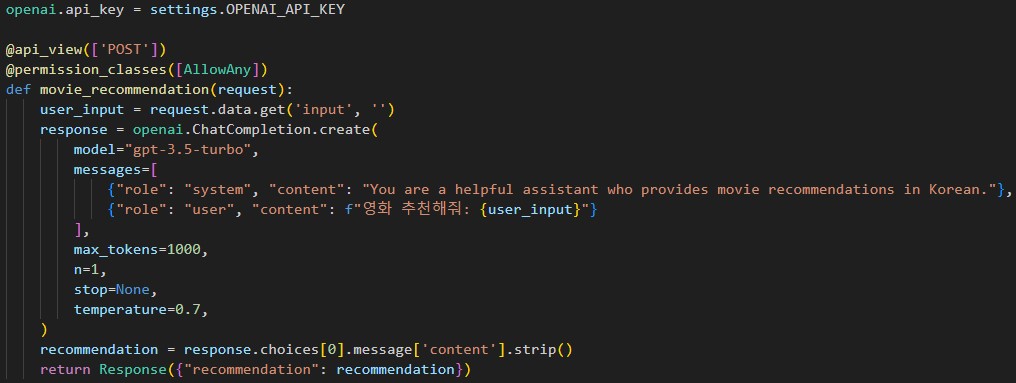 openai.api_key = settings.OPENAI_API_KEY
@api_view(['POST'])
@permission_classes([AllowAny])
def movie_recommendation(request):
    user_input = request.data.get('input', '')
    response = openai.ChatCompletion.create(
        model="gpt-3.5-turbo",
        messages=[
            {"role": "system", "content": "You are a helpful assistant who provides movie recommendations in Korean."},
            {"role": "user", "content": f"영화 추천해줘: {user_input}"}
        ],
        max_tokens=1000,
        n=1,
        stop=None,
        temperature=0.7,
    )
    recommendation = response.choices[0].message['content'].strip()
    return Response({"recommendation": recommendation})